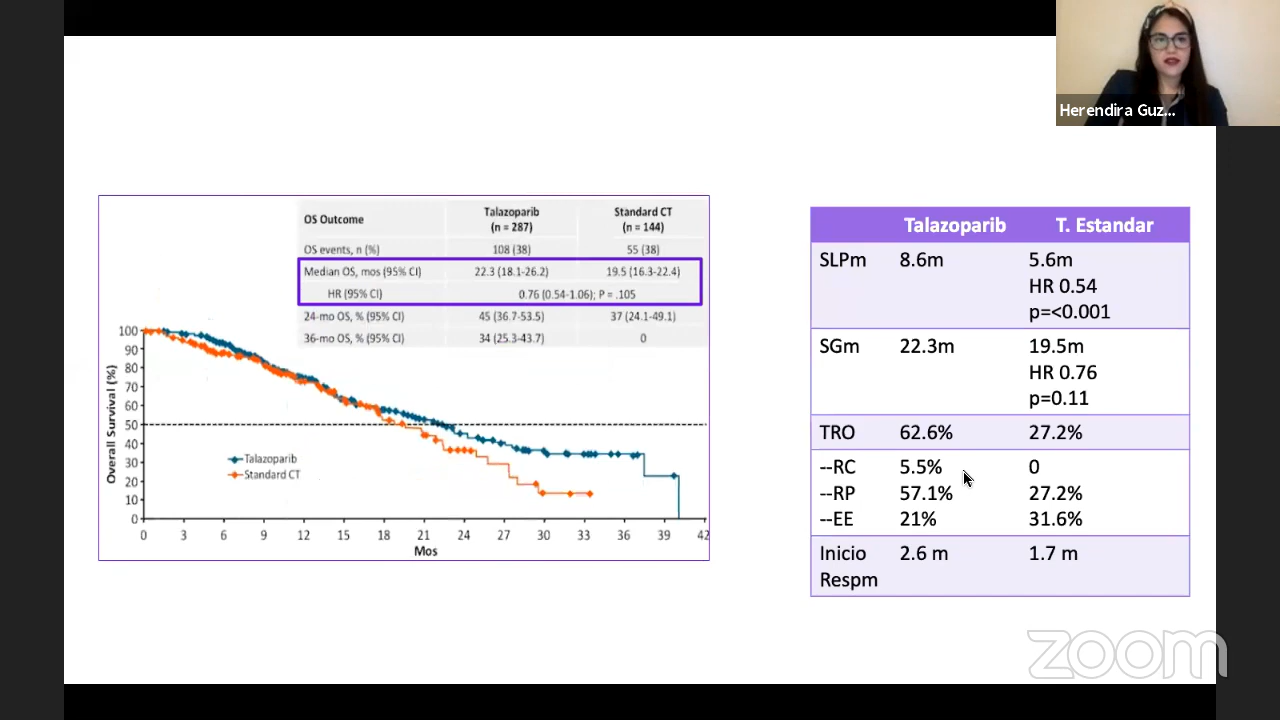 Herendira Guz...
OS Outcome Talazoparib (n = 287) Standard CT (n = 144)
OS events, n (%) 108 (38) 55 (38)
Median OS, mos (95% CI) 22.3 (18.1-26.2) 19.5 (16.3-22.4)
HR (95% CI) 0.76 (0.54-1.06); P = .105
24-mo OS, % (95% CI) 45 (36.7-53.5) 37 (24.1-49.1)
36-mo OS, % (95% CI) 34 (25.3-43.7) 0
Overall Survival (%)
100
90
80
70
60
50
40
30
20
10
0
Talazoparib
Standard CT
0 3 6 9 12 15 18 21 24 27 30 33 36 39 42
Mos
Talazoparib T. Estandar
SLPm 8.6m 5.6m
HR 0.54
p=<0.001
SGm 22.3m 19.5m
HR 0.76
p=0.11
TRO 62.6% 27.2%
--RC 5.5% 0
--RP 57.1% 27.2%
--EE 21% 31.6%
Inicio 2.6 m 1.7 m
Respm
zoom